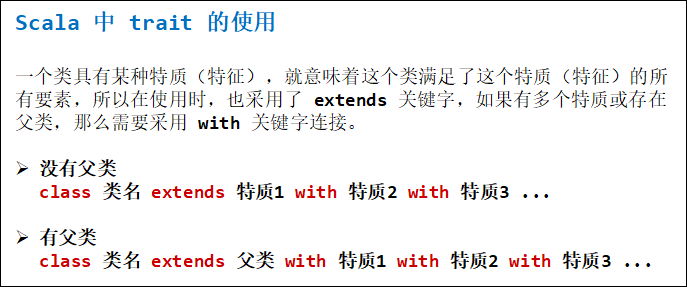 Scala 中 trait 的使用
一个类具有某种特质（特征），就意味着这个类满足了这个特质（特征）的所
有要素，所以在使用时，也采用了 extends 关键字，如果有多个特质或存在
父类，那么需要采用 with 关键字连接。
➢ 没有父类
class 类名 extends 特质1 with 特质2 with 特质3 ...
➢ 有父类
class 类名 extends 父类 with 特质1 with 特质2 with 特质3 ...